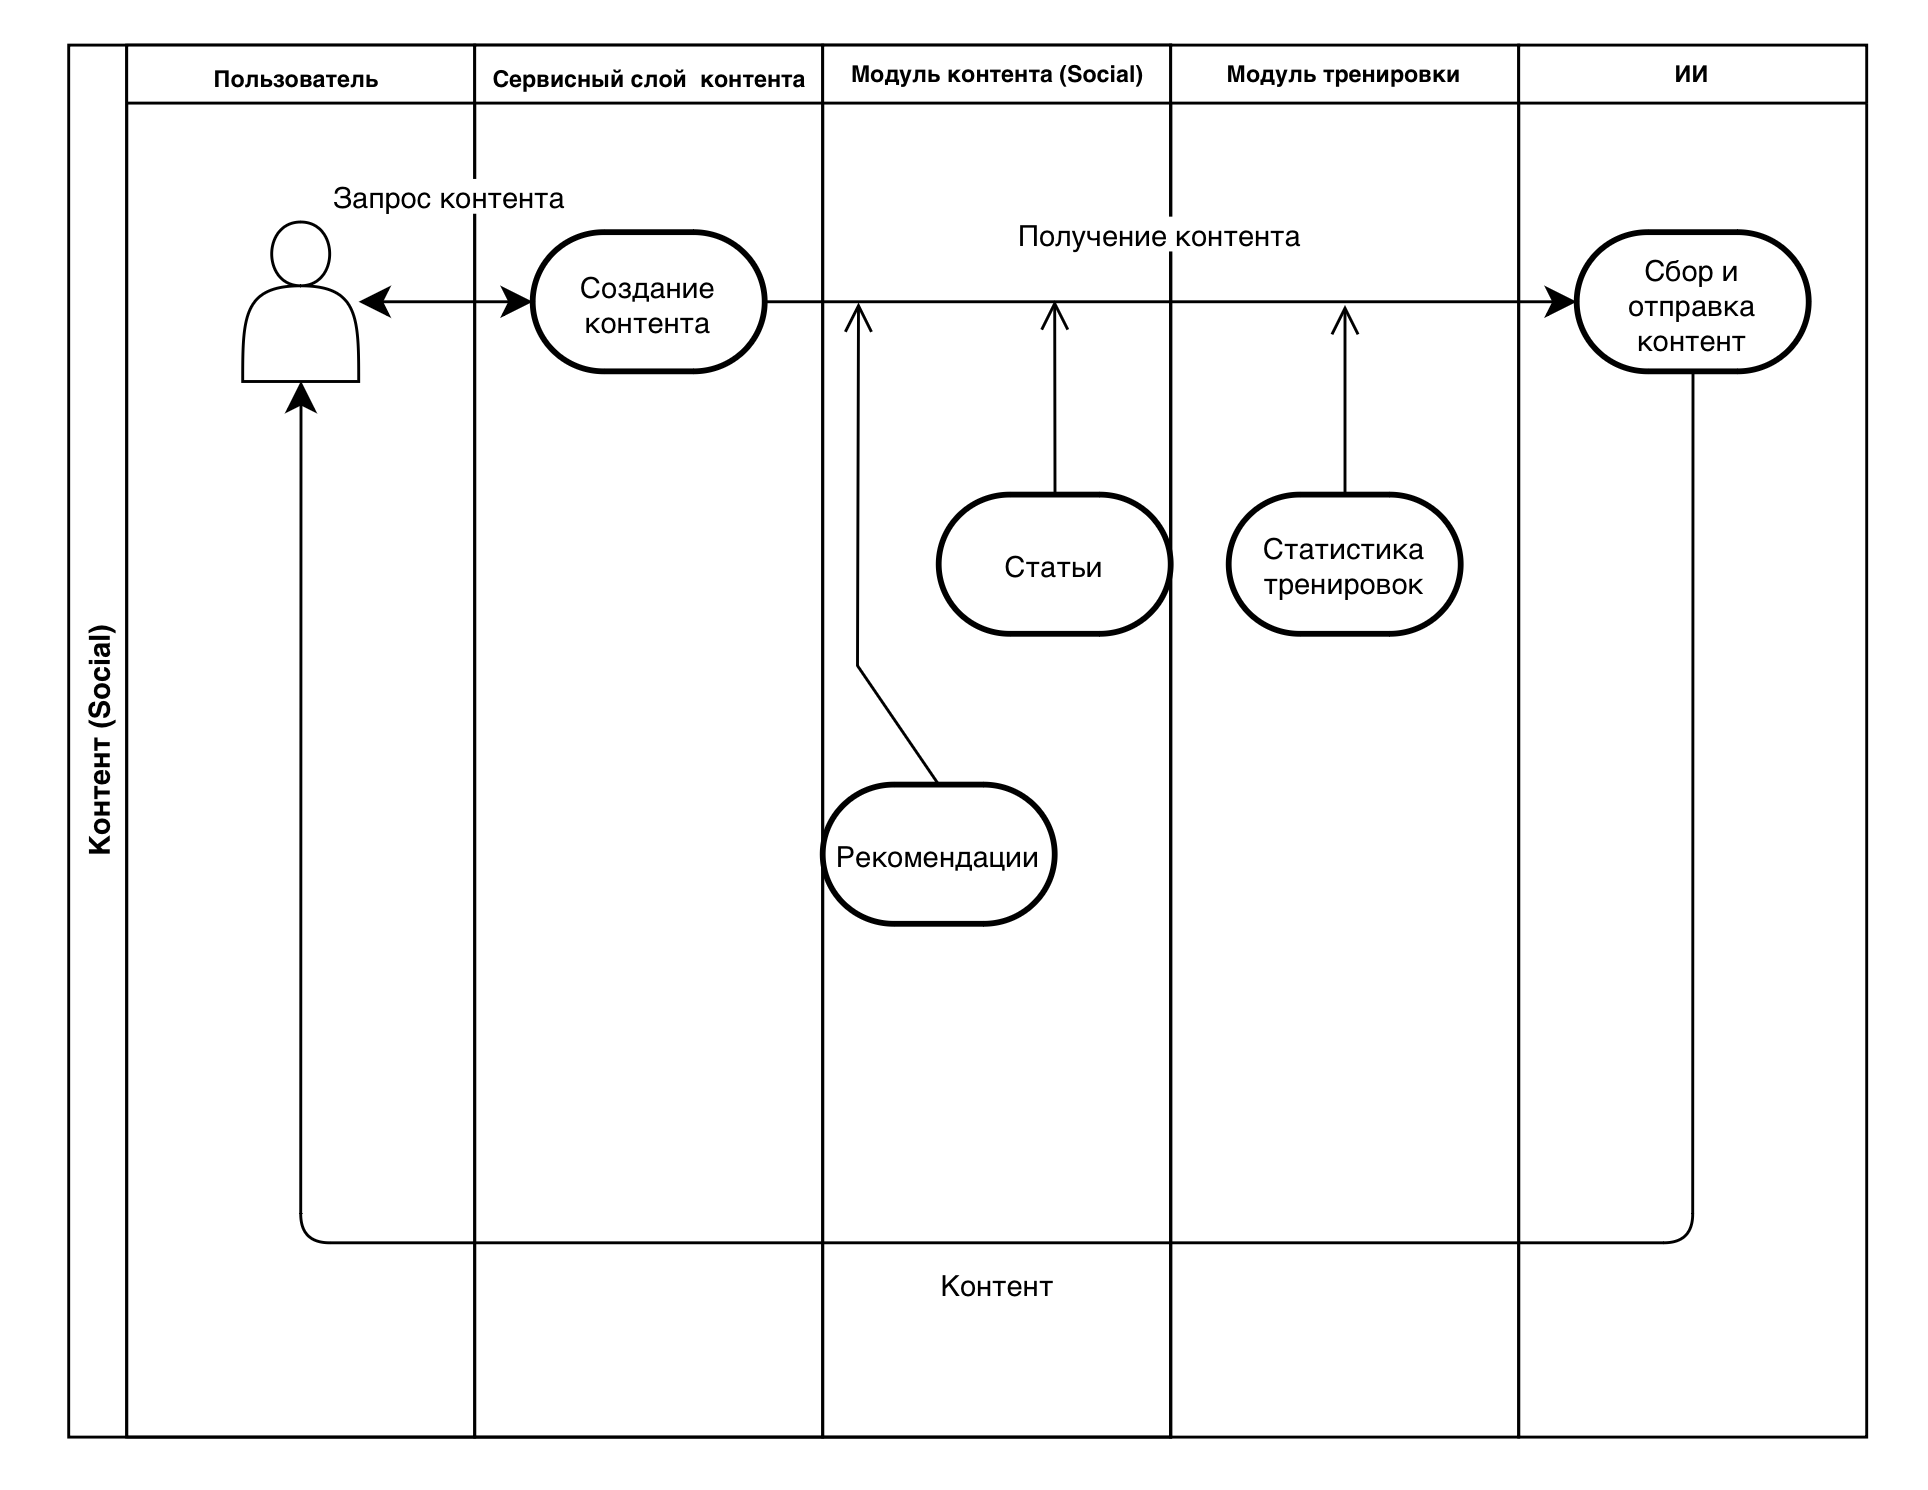 Пользователь
Сервисный слой контента
Модуль контента (Social)
Модуль тренировки
ИИ
Контент (Social)
Запрос контента
Получение контента
Создание
контента
Сбор и
отправка
контент
Статьи
Статистика
тренировок
Рекомендации
Контент